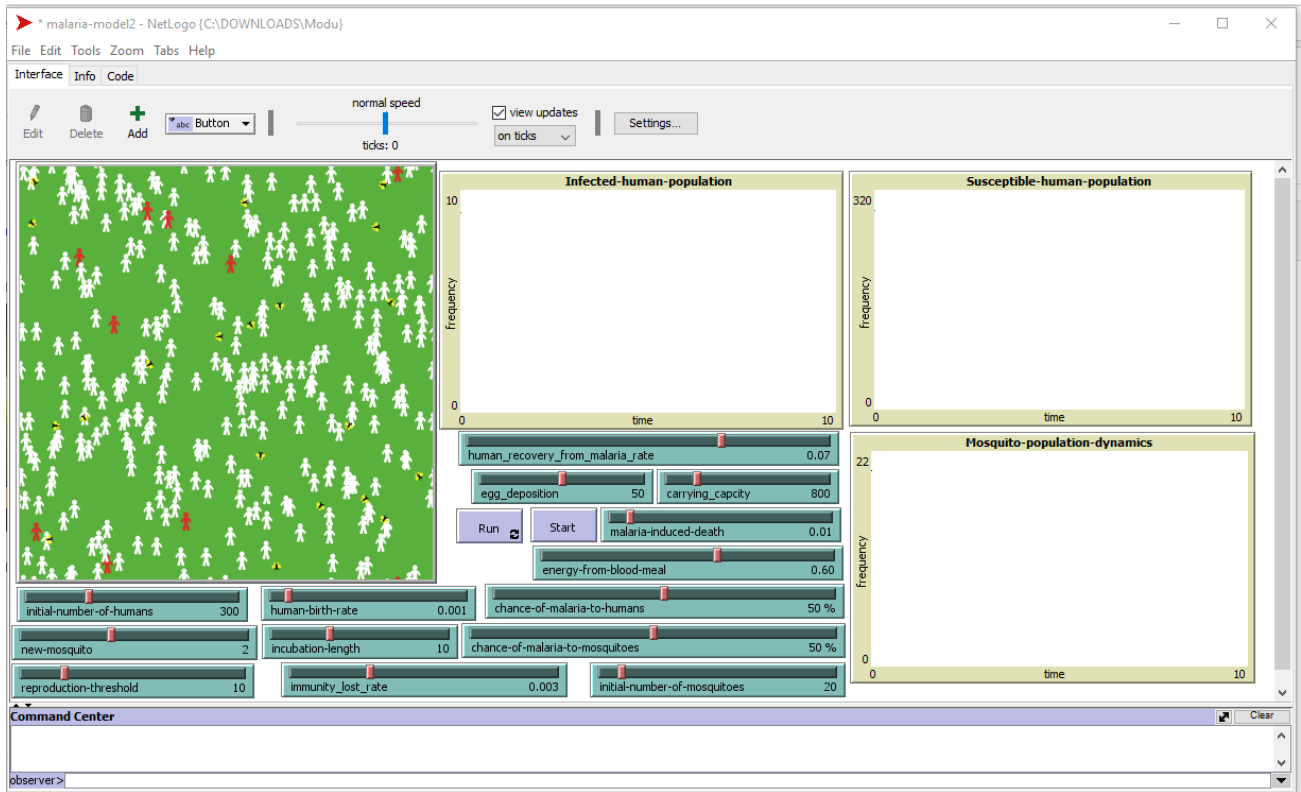 * malaria-model2 - NetLogo {C:\DOWNLOADS\Modu}
File Edit Tools Zoom Tabs Help
Interface Info Code
Edit Delete Add abc Button normal speed ticks: 0 view updates on ticks Settings...
Infected-human-population
10
frequency
0
0 time 10
Susceptible-human-population
320
frequency
0
0 time 10
human_recovery_from_malaria_rate 0.07
egg_deposition 50 carrying_capcity 800
Run Start malaria-induced-death 0.01
energy-from-blood-meal 0.60
Mosquito-population-dynamics
22
frequency
0
0 time 10
initial-number-of-humans 300 human-birth-rate 0.001 chance-of-malaria-to-humans 50 %
new-mosquito 2 incubation-length 10 chance-of-malaria-to-mosquitoes 50 %
reproduction-threshold 10 immunity_lost_rate 0.003 initial-number-of-mosquitoes 20
Command Center Clear
observer>